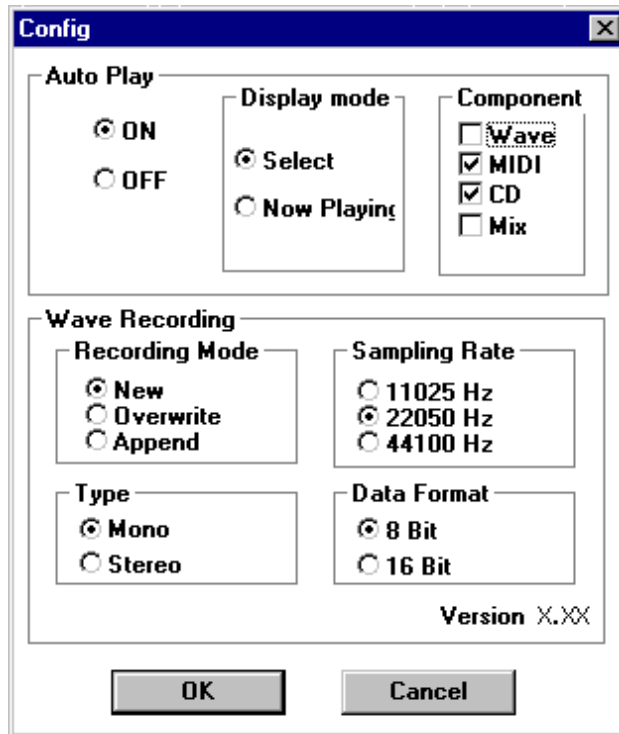 Config
Auto Play
ON
OFF
Display mode
Select
Now Playing
Component
Wave
MIDI
CD
Mix
Wave Recording
Recording Mode
New
Overwrite
Append
Sampling Rate
11025 Hz
22050 Hz
44100 Hz
Type
Mono
Stereo
Data Format
8 Bit
16 Bit
Version X.XX
OK
Cancel